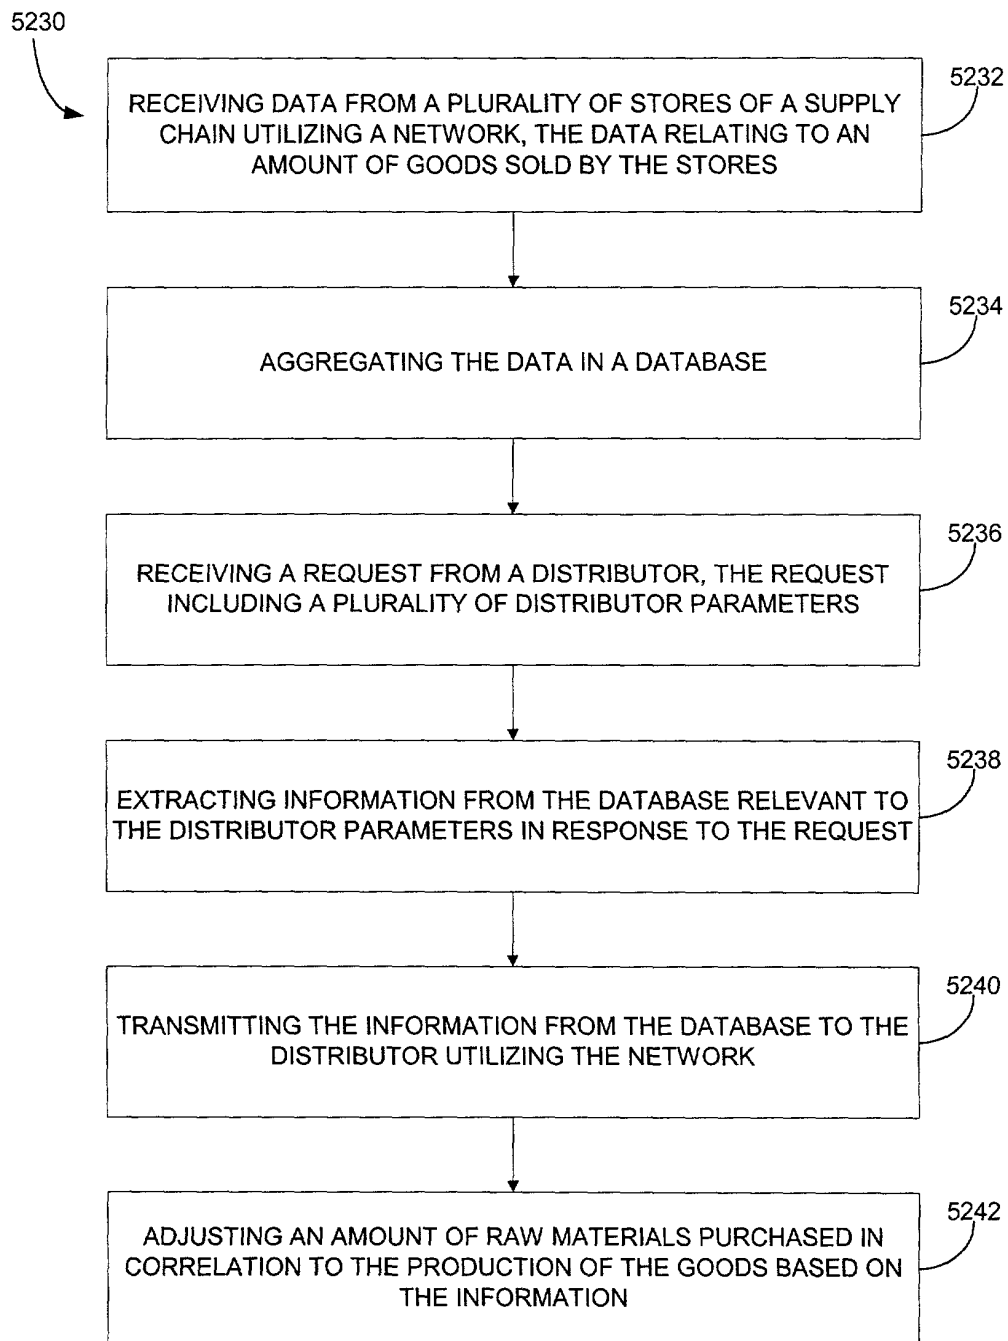 5230
5232
RECEIVING DATA FROM A PLURALITY OF STORES OF A SUPPLY
CHAIN UTILIZING A NETWORK, THE DATA RELATING TO AN
AMOUNT OF GOODS SOLD BY THE STORES
5234
AGGREGATING THE DATA IN A DATABASE
5236
RECEIVING A REQUEST FROM A DISTRIBUTOR, THE REQUEST
INCLUDING A PLURALITY OF DISTRIBUTOR PARAMETERS
5238
EXTRACTING INFORMATION FROM THE DATABASE RELEVANT TO
THE DISTRIBUTOR PARAMETERS IN RESPONSE TO THE REQUEST
5240
TRANSMITTING THE INFORMATION FROM THE DATABASE TO THE
DISTRIBUTOR UTILIZING THE NETWORK
5242
ADJUSTING AN AMOUNT OF RAW MATERIALS PURCHASED IN
CORRELATION TO THE PRODUCTION OF THE GOODS BASED ON
THE INFORMATION